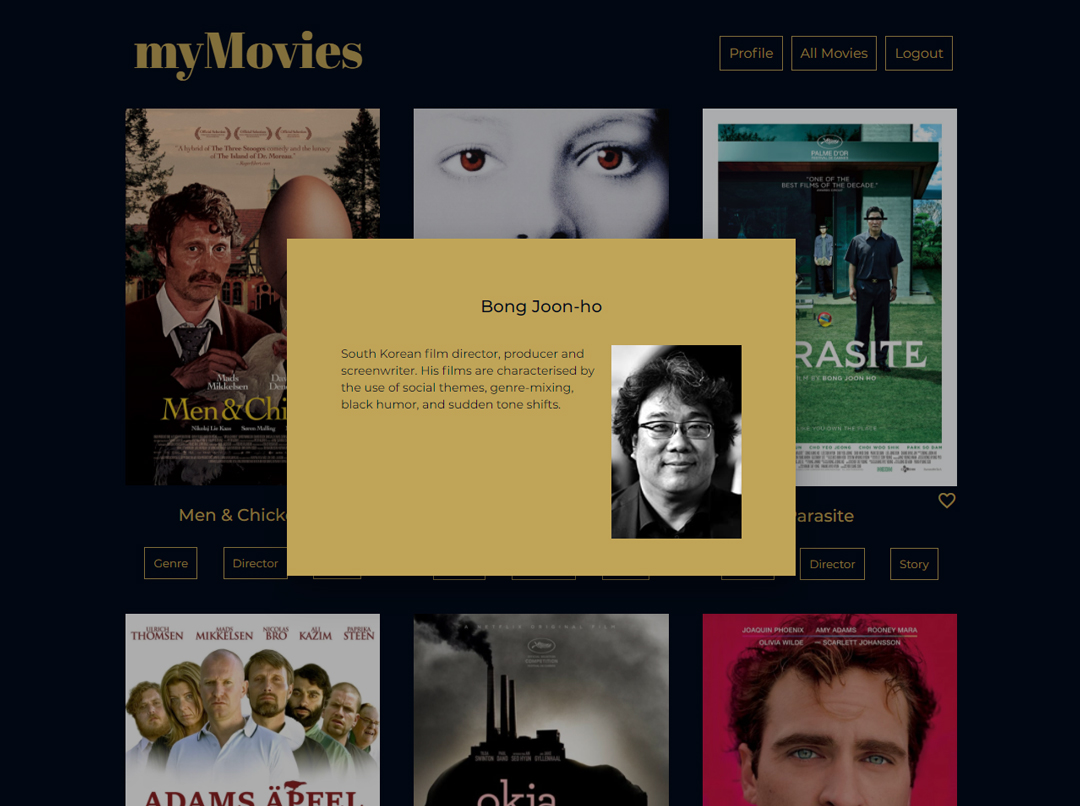 myMovies
Profile
All Movies
Logout
"A hybrid of The Three Stooges comedy and the lunacy
of The Island of Dr. Moreau."
PALME D'OR
"ONE OF THE
BEST FILMS OF THE DECADE."
Bong Joon-ho
South Korean film director, producer and
screenwriter. His films are characterised by
the use of social themes, genre-mixing,
black humor, and sudden tone shifts.
Mads
Mikkelsen
Men & Chi
Nikolaj Lie Kaas Søren Malling
RASITE
BONG JOON HO
Men & Chick
arasite
Genre
Director
Director
Story
ULRICH
THOMSEN
MADS
MIKKELSEN
NICOLAS
BRO
ALI
KAZIM
PAPRIKA
STEEN
ADAMS ÄPFEL
A NETFLIX ORIGINAL FILM
okja
JOAQUIN PHOENIX AMY ADAMS ROONEY MARA
OLIVIA WILDE SCARLETT JOHANSSON